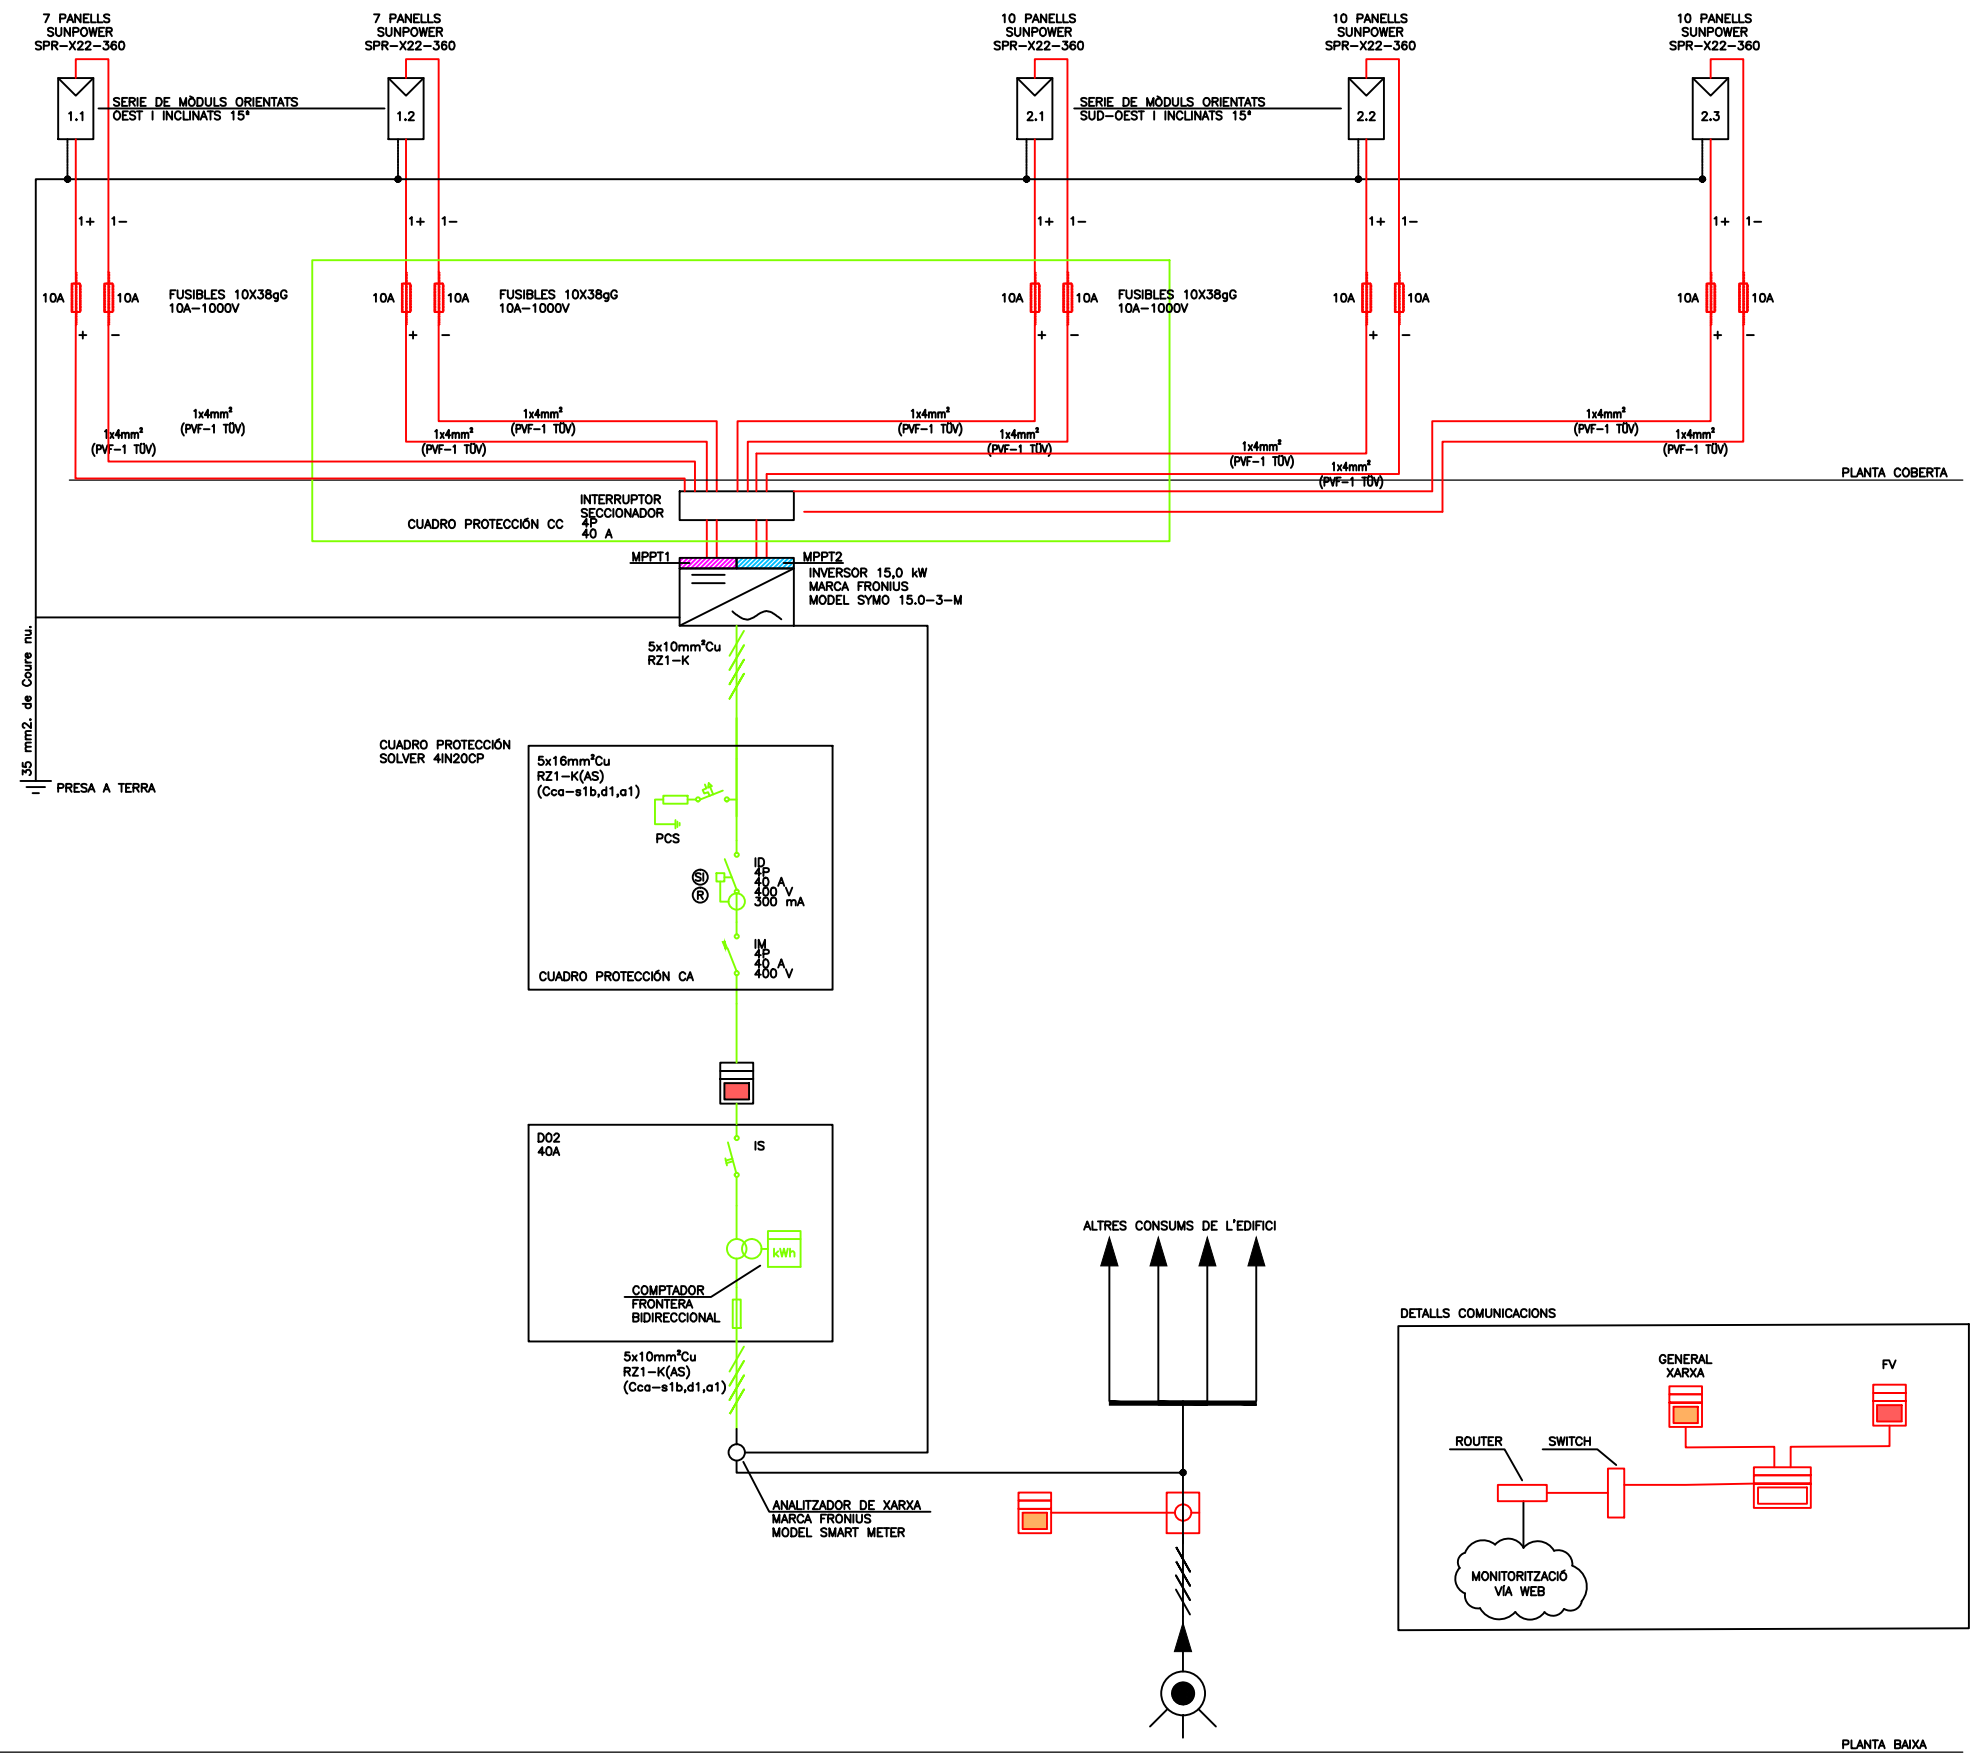 7 PANELLS
SUNPOWER
SPR-X22-360
7 PANELLS
SUNPOWER
SPR-X22-360
10 PANELLS
SUNPOWER
SPR-X22-360
10 PANELLS
SUNPOWER
SPR-X22-360
10 PANELLS
SUNPOWER
SPR-X22-360
1.1
SERIE DE MÒDULS ORIENTATS
OEST I INCLINATS 15ª
1.2
2.1
SERIE DE MÒDULS ORIENTATS
SUD-OEST I INCLINATS 15ª
2.2
2.3
1+ 1-
1+ 1-
1+ 1-
1+ 1-
1+ 1-
10A 10A
FUSIBLES 10X38gG
10A-1000V
10A 10A
FUSIBLES 10X38gG
10A-1000V
10A 10A
FUSIBLES 10X38gG
10A-1000V
10A 10A
10A 10A
+ -
+ -
+ -
+ -
+ -
1x4mm²
(PVF-1 TÜV)
1x4mm²
(PVF-1 TÜV)
1x4mm²
(PVF-1 TÜV)
1x4mm²
(PVF-1 TÜV)
1x4mm²
(PVF-1 TÜV)
1x4mm²
(PVF-1 TÜV)
1x4mm²
(PVF-1 TÜV)
1x4mm²
(PVF-1 TÜV)
1x4mm²
(PVF-1 TÜV)
1x4mm²
(PVF-1 TÜV)
PLANTA COBERTA
INTERRUPTOR
SECCIONADOR
4P
40 A
CUADRO PROTECCIÓN CC
MPPT1
MPPT2
INVERSOR 15,0 kW
MARCA FRONIUS
MODEL SYMO 15.0-3-M
35 mm2. de Coure nu.
PRESA A TERRA
5x10mm²Cu
RZ1-K
CUADRO PROTECCIÓN
SOLVER 4IN20CP
5x16mm²Cu
RZ1-K(AS)
(Cca-s1b,d1,a1)
PCS
SI
R
ID
4P
40 A
400 V
300 mA
IM
4P
40 A
400 V
CUADRO PROTECCIÓN CA
D02
40A
IS
kWh
COMPTADOR
FRONTERA
BIDIRECCIONAL
5x10mm²Cu
RZ1-K(AS)
(Cca-s1b,d1,a1)
ANALITZADOR DE XARXA
MARCA FRONIUS
MODEL SMART METER
ALTRES CONSUMS DE L'EDIFICI
DETALLS COMUNICACIONS
GENERAL
XARXA
FV
ROUTER
SWITCH
MONITORITZACIÓ
VÍA WEB
PLANTA BAIXA